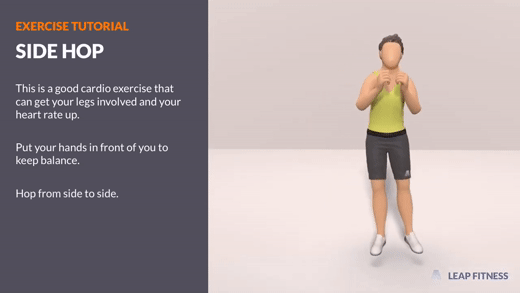 EXERCISE TUTORIAL
SIDE HOP
This is a good cardio exercise that
can get your legs involved and your
heart rate up.
Put your hands in front of you to
keep balance.
Hop from side to side.
LEAP FITNESS